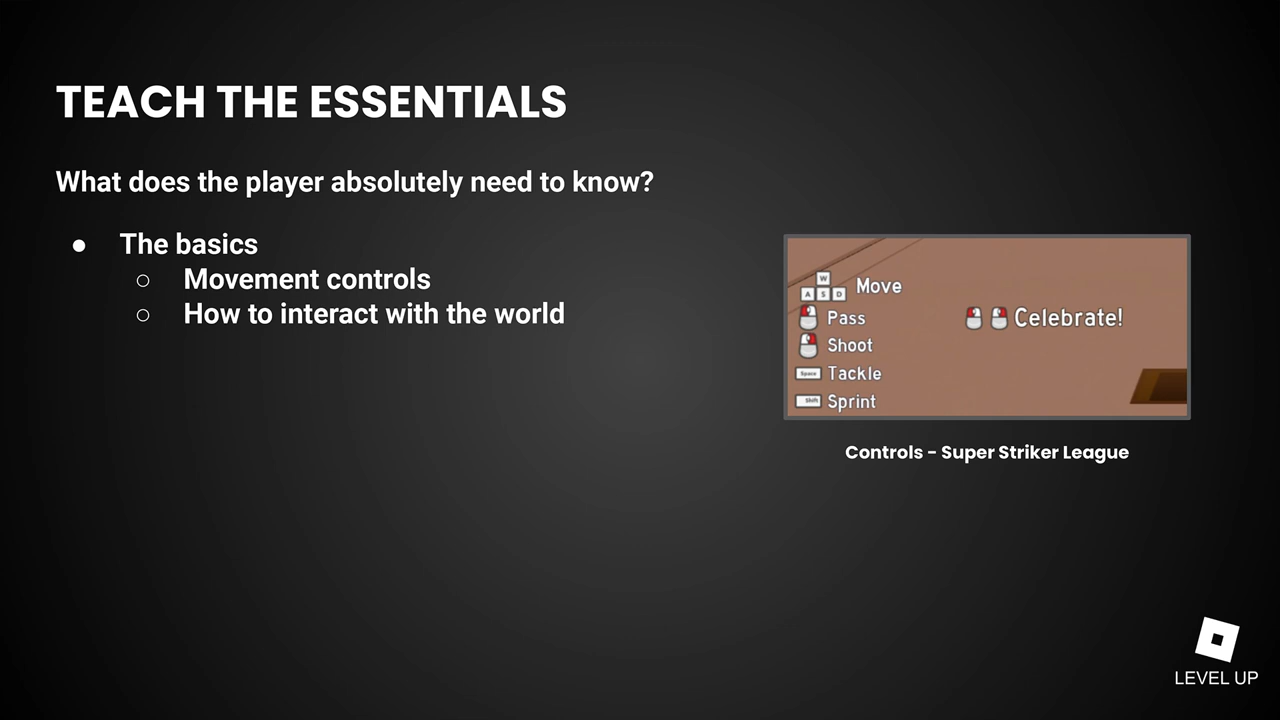 TEACH THE ESSENTIALS
What does the player absolutely need to know?
● The basics
○ Movement controls
○ How to interact with the world
W
A S D Move
Pass
Shoot
Space Tackle
Shift Sprint
Celebrate!
Controls - Super Striker League
LEVEL UP